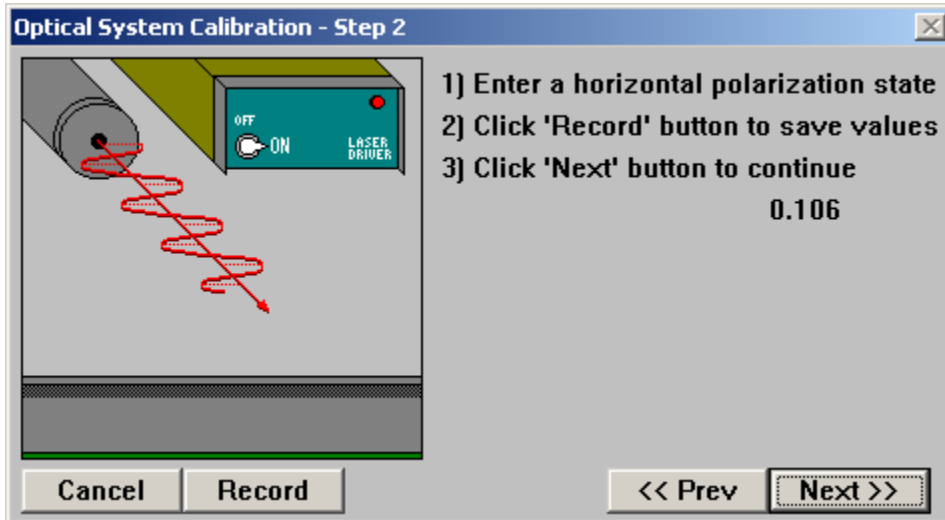 Optical System Calibration - Step 2
1) Enter a horizontal polarization state
2) Click 'Record' button to save values
3) Click 'Next' button to continue
0.106
OFF
ON
LASER
DRIVER
Cancel
Record
<< Prev
Next >>